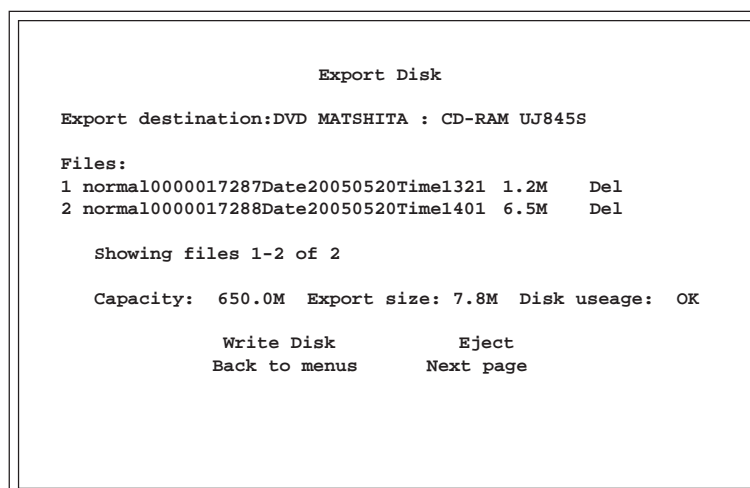 Export Disk
Export destination:DVD MATSHITA : CD-RAM UJ845S
Files:
1 normal0000017287Date20050520Time1321 1.2M Del
2 normal0000017288Date20050520Time1401 6.5M Del
Showing files 1-2 of 2
Capacity: 650.0M Export size: 7.8M Disk useage: OK
Write Disk Eject
Back to menus Next page